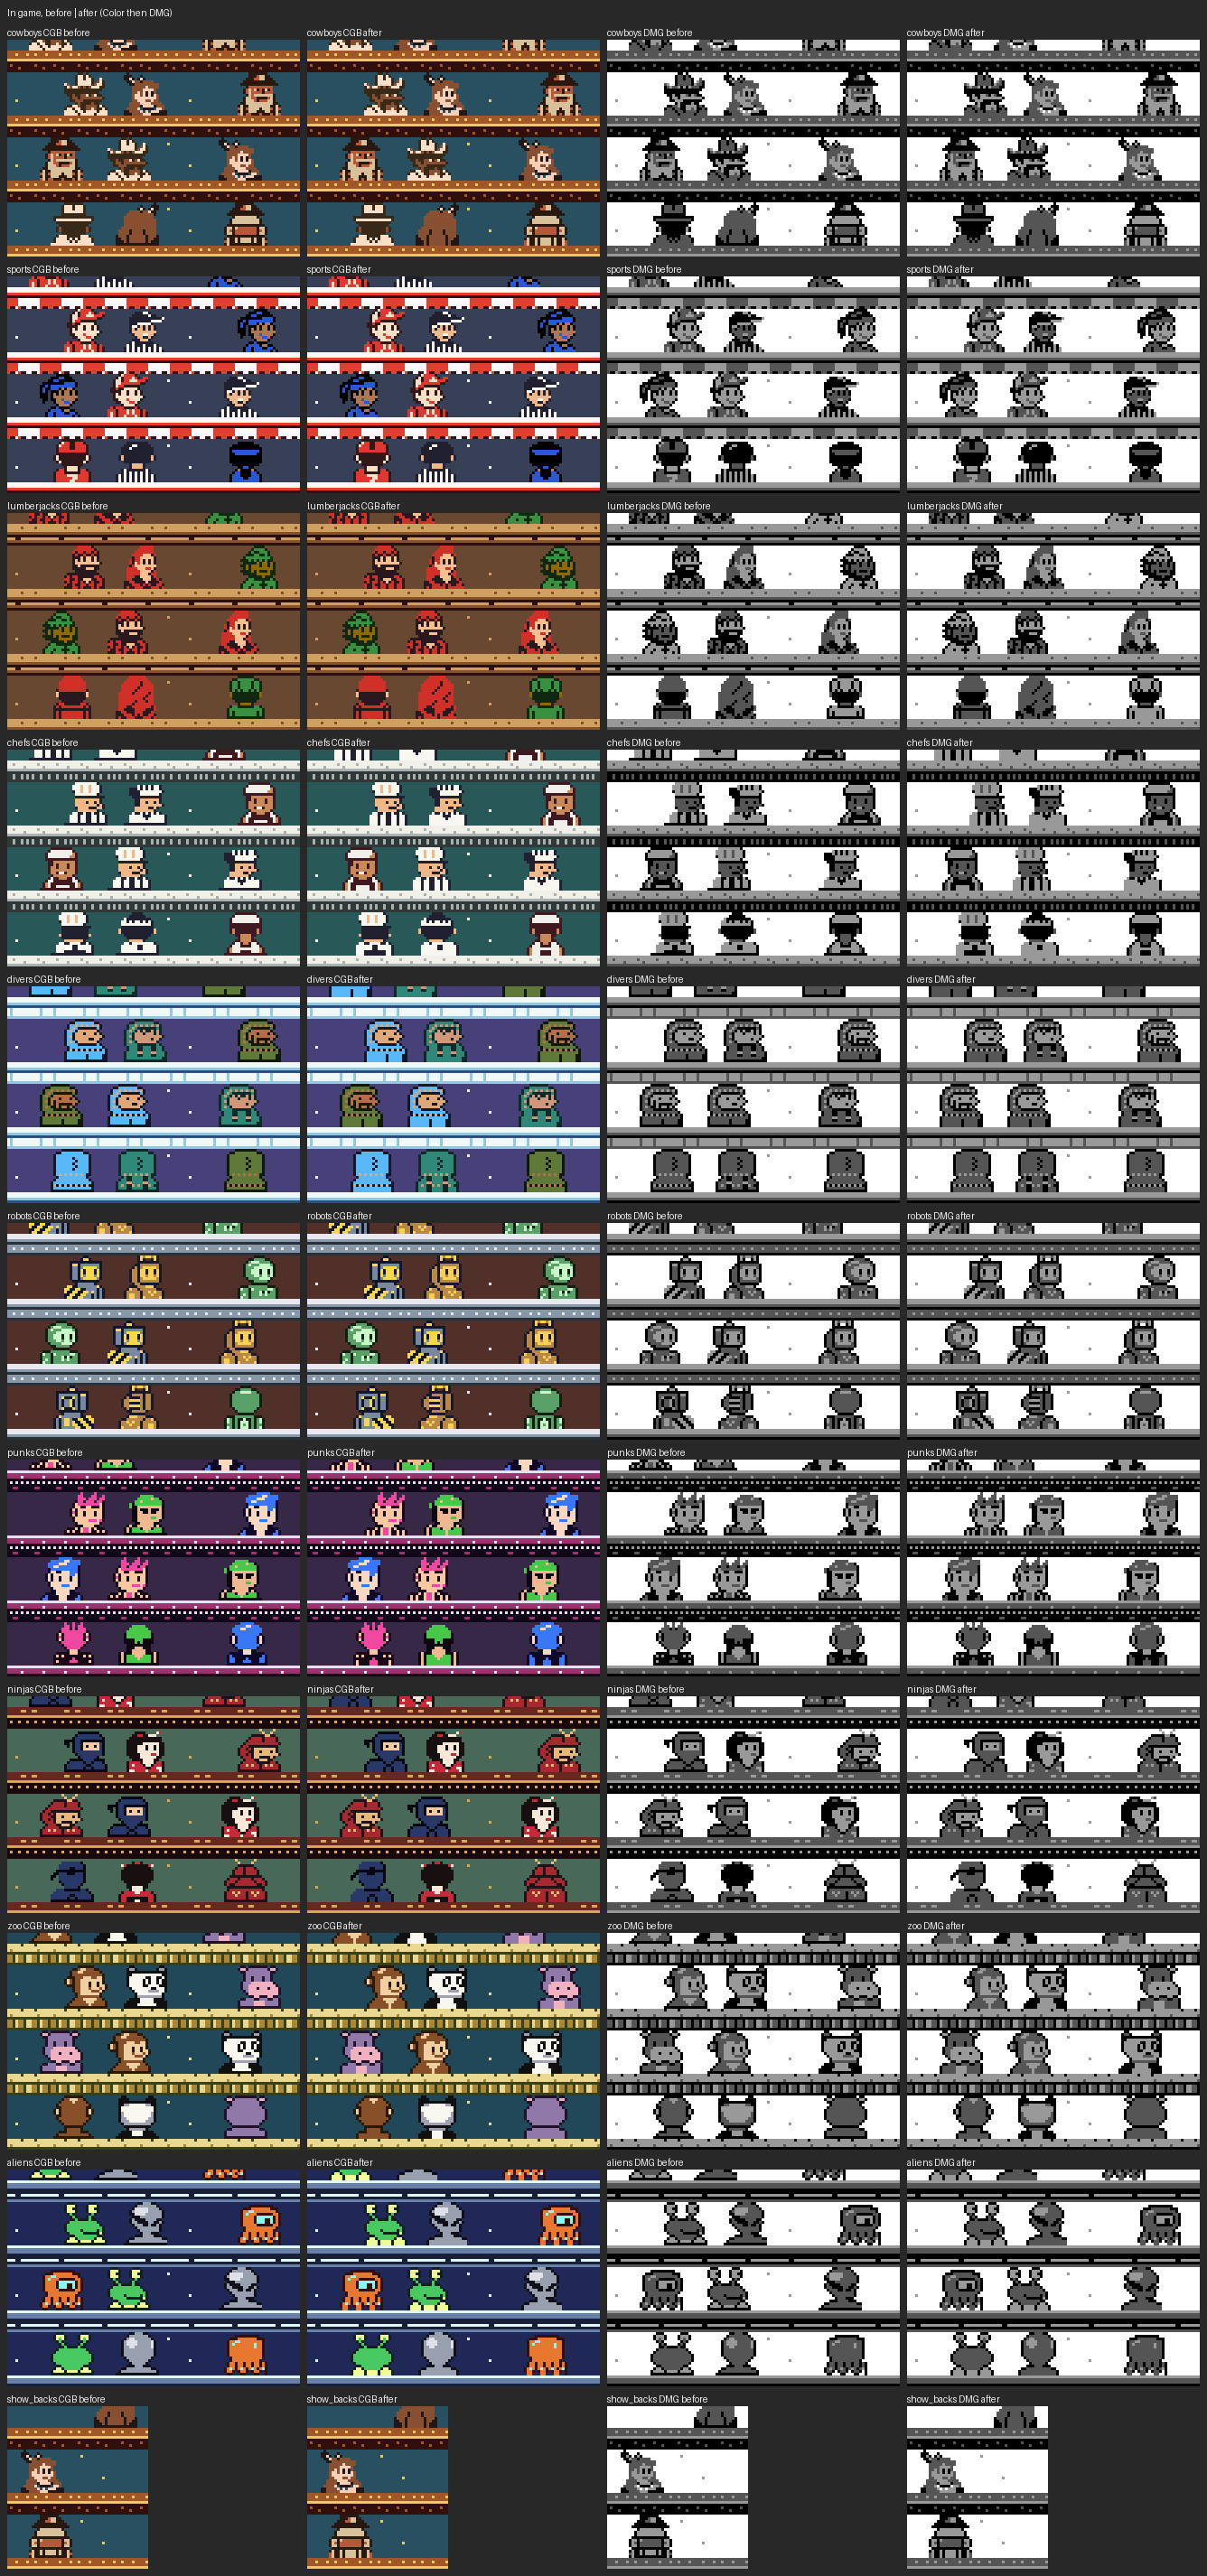 In game, before | after (Color then DMG)
cowboys CGB before cowboys CGB after cowboys DMG before cowboys DMG after
sports CGB before sports CGB after sports DMG before sports DMG after
lumberjacks CGB before lumberjacks CGB after lumberjacks DMG before lumberjacks DMG after
chefs CGB before chefs CGB after chefs DMG before chefs DMG after
divers CGB before divers CGB after divers DMG before divers DMG after
robots CGB before robots CGB after robots DMG before robots DMG after
punks CGB before punks CGB after punks DMG before punks DMG after
ninjas CGB before ninjas CGB after ninjas DMG before ninjas DMG after
zoo CGB before zoo CGB after zoo DMG before zoo DMG after
aliens CGB before aliens CGB after aliens DMG before aliens DMG after
show_backs CGB before show_backs CGB after show_backs DMG before show_backs DMG after